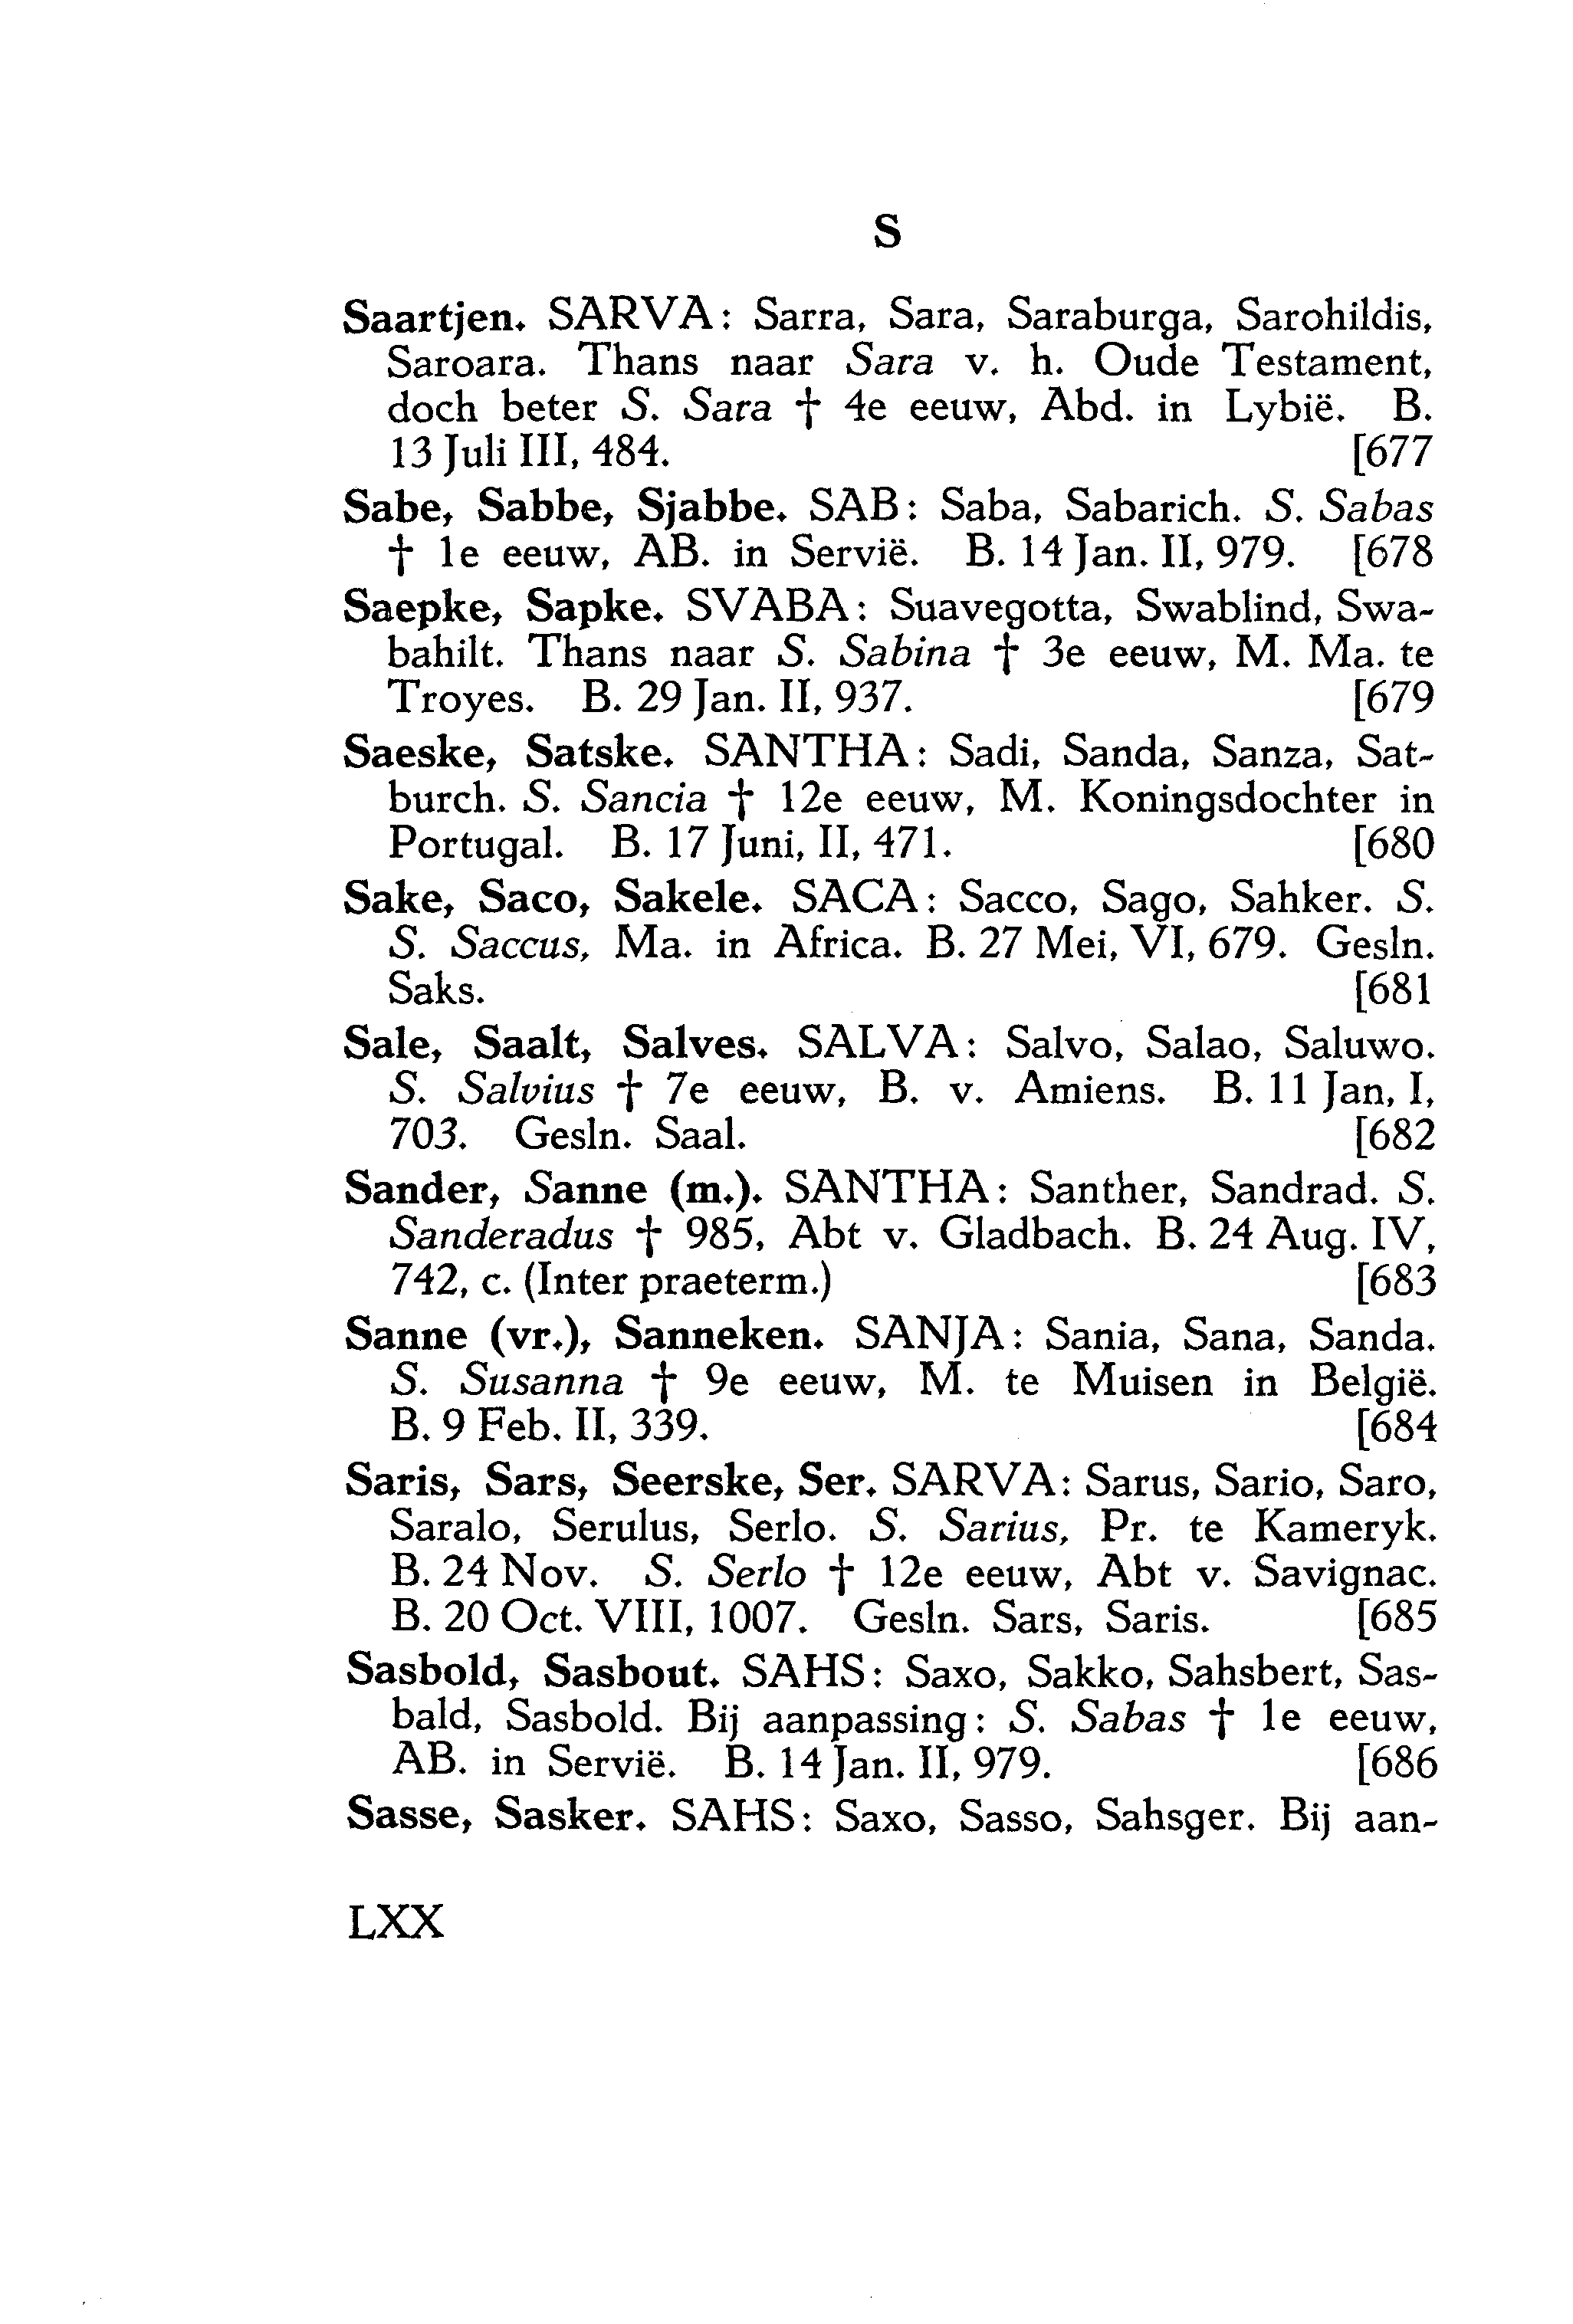 S
Saartjen. SARVA: Sarra, Sara, Saraburga, Sarohildis,
Saroara. Thans naar Sara v. h. Oude Testament,
doch beter S. Sara † 4e eeuw, Abd. in Lybië. B.
13 Juli III, 484. [677
Sabe, Sabbe, Sjabbe. SAB: Saba, Sabarich. S. Sabas
† 1e eeuw, AB. in Servië. B. 14 Jan. II, 979. [678
Saepke, Sapke. SVABA: Suavegotta, Swablind, Swa-
bahilt. Thans naar S. Sabina † 3e eeuw, M. Ma. te
Troyes. B. 29 Jan. II, 937. [679
Saeske, Satske. SANTHA: Sadi, Sanda, Sanza, Sat-
burch. S. Sancia † 12e eeuw, M. Koningsdochter in
Portugal. B. 17 Juni, II, 471. [680
Sake, Saco, Sakele. SACA: Sacco, Sago, Sahker. S.
S. Saccus, Ma. in Africa. B. 27 Mei, VI, 679. Gesln.
Saks. [681
Sale, Saalt, Salves. SALVA: Salvo, Salao, Saluwo.
S. Salvius † 7e eeuw, B. v. Amiens. B. 11 Jan, I,
703. Gesln. Saal. [682
Sander, Sanne (m.). SANTHA: Santher, Sandrad. S.
Sanderadus † 985, Abt v. Gladbach. B. 24 Aug. IV,
742, c. (Inter praeterm.) [683
Sanne (vr.), Sanneken. SANJA: Sania, Sana, Sanda.
S. Susanna † 9e eeuw, M. te Muisen in België.
B. 9 Feb. II, 339. [684
Saris, Sars, Seerske, Ser. SARVA: Sarus, Sario, Saro,
Saralo, Serulus, Serlo. S. Sarius, Pr. te Kameryk.
B. 24 Nov. S. Serlo † 12e eeuw, Abt v. Savignac.
B. 20 Oct. VIII, 1007. Gesln. Sars, Saris. [685
Sasbold, Sasbout. SAHS: Saxo, Sakko, Sahsbert, Sas-
bald, Sasbold. Bij aanpassing: S. Sabas † 1e eeuw,
AB. in Servië. B. 14 Jan. II, 979. [686
Sasse, Sasker. SAHS: Saxo, Sasso, Sahsger. Bij aan-
LXX